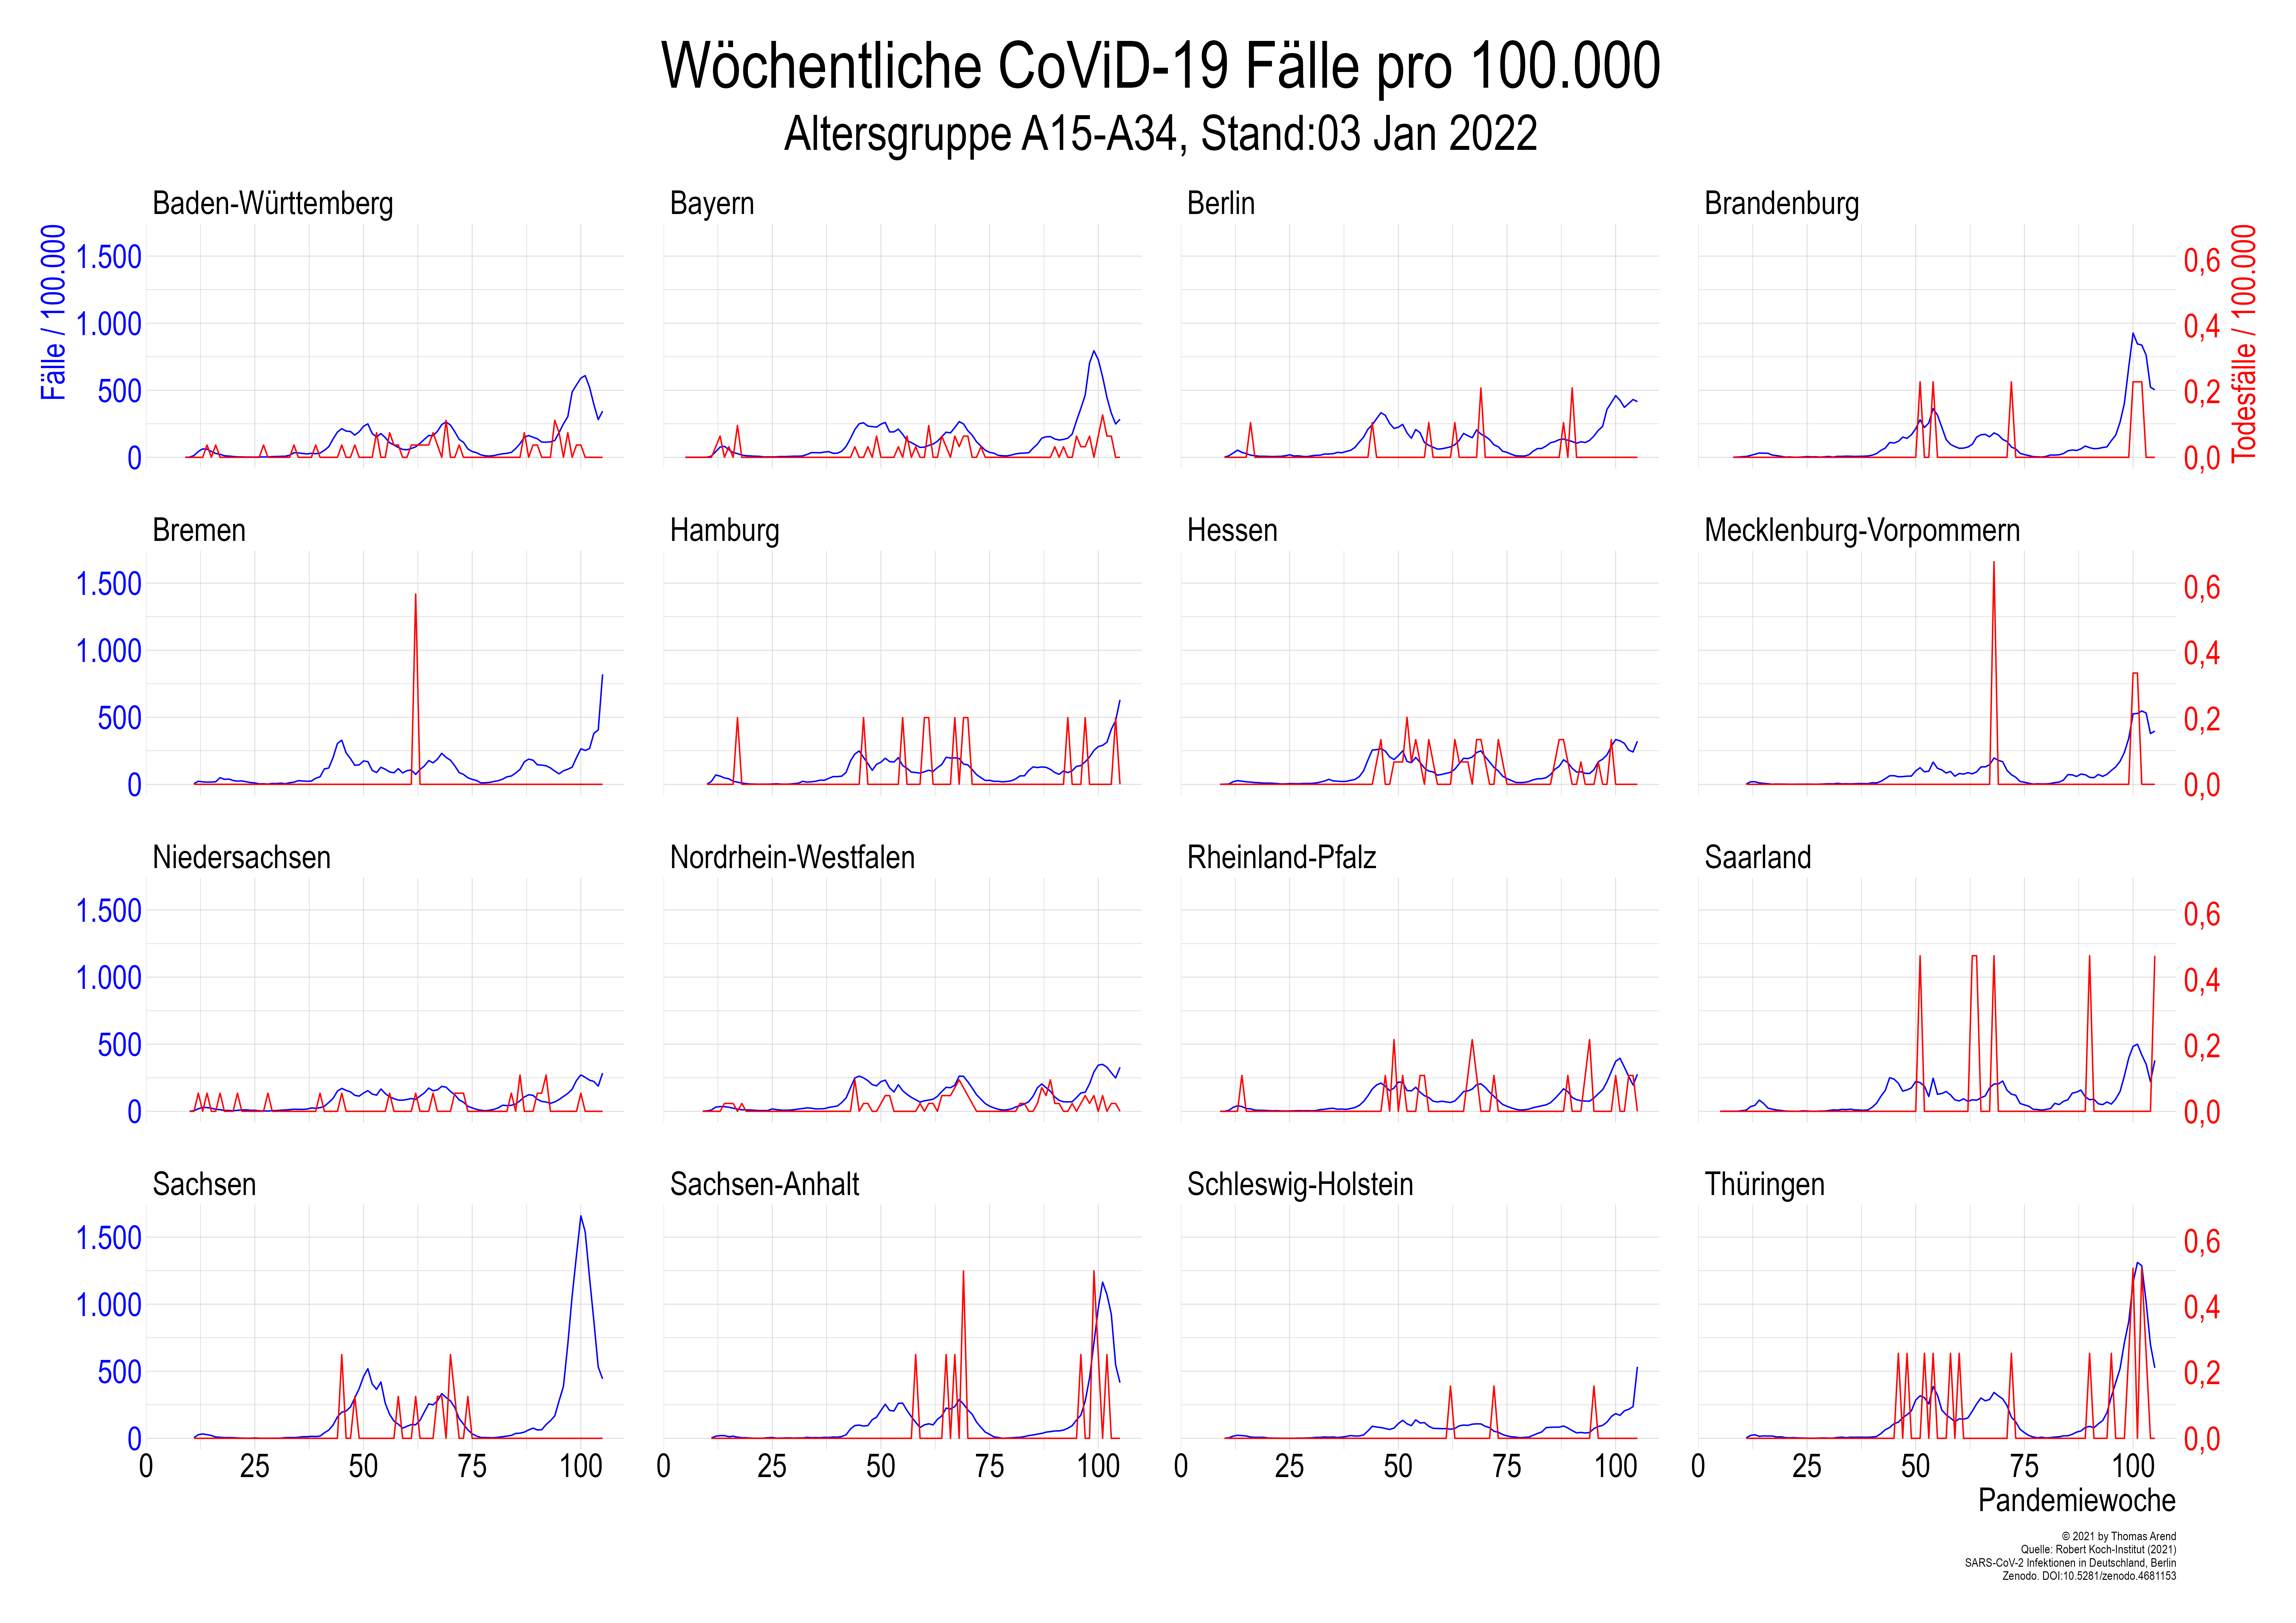 Wöchentliche CoViD-19 Fälle pro 100.000
Altersgruppe A15-A34, Stand:03 Jan 2022
Baden-Württemberg
Bayern
Berlin
Brandenburg
Fälle / 100.000
1.500
1.000
500
0
0,6
0,4
0,2
0,0
Todesfälle / 100.000
Bremen
Hamburg
Hessen
Mecklenburg-Vorpommern
1.500
1.000
500
0
0,6
0,4
0,2
0,0
Niedersachsen
Nordrhein-Westfalen
Rheinland-Pfalz
Saarland
1.500
1.000
500
0
0,6
0,4
0,2
0,0
Sachsen
Sachsen-Anhalt
Schleswig-Holstein
Thüringen
1.500
1.000
500
0
0,6
0,4
0,2
0,0
0 25 50 75 100
0 25 50 75 100
0 25 50 75 100
0 25 50 75 100
Pandemiewoche
© 2021 by Thomas Arend
Quelle: Robert Koch-Institut (2021)
SARS-CoV-2 Infektionen in Deutschland, Berlin
Zenodo. DOI:10.5281/zenodo.4681153